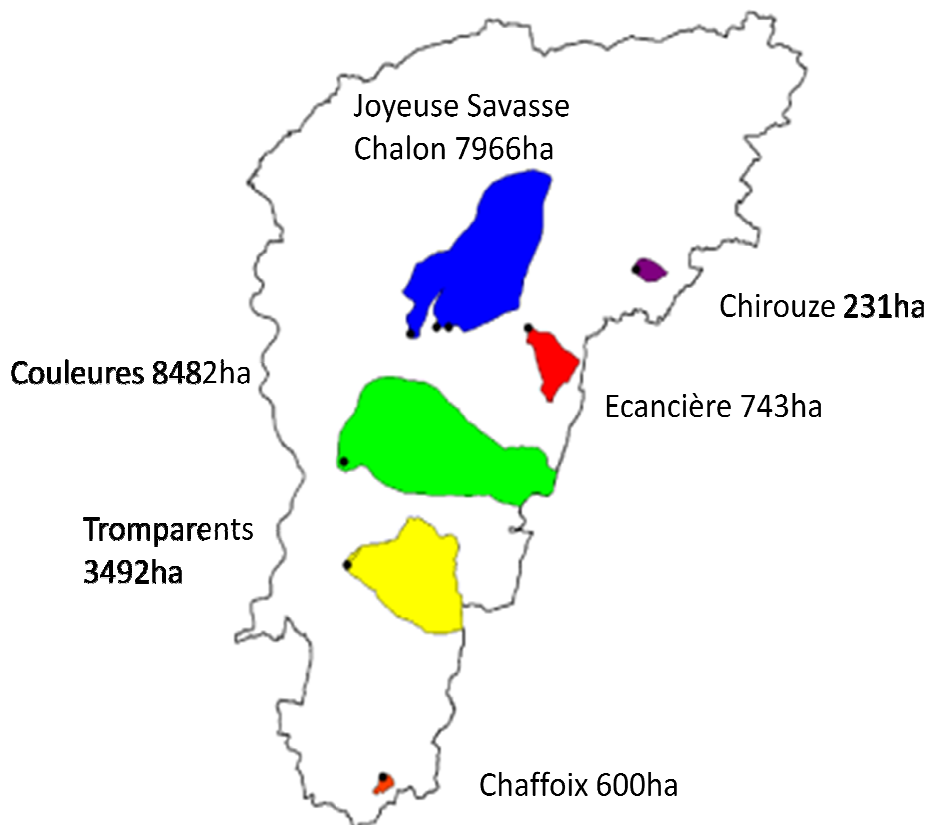 Joyeuse Savasse
Chalon 7966ha
Chirouze 231ha
Couleures 8482ha
Ecancière 743ha
Tromparents
3492ha
Chaffoix 600ha